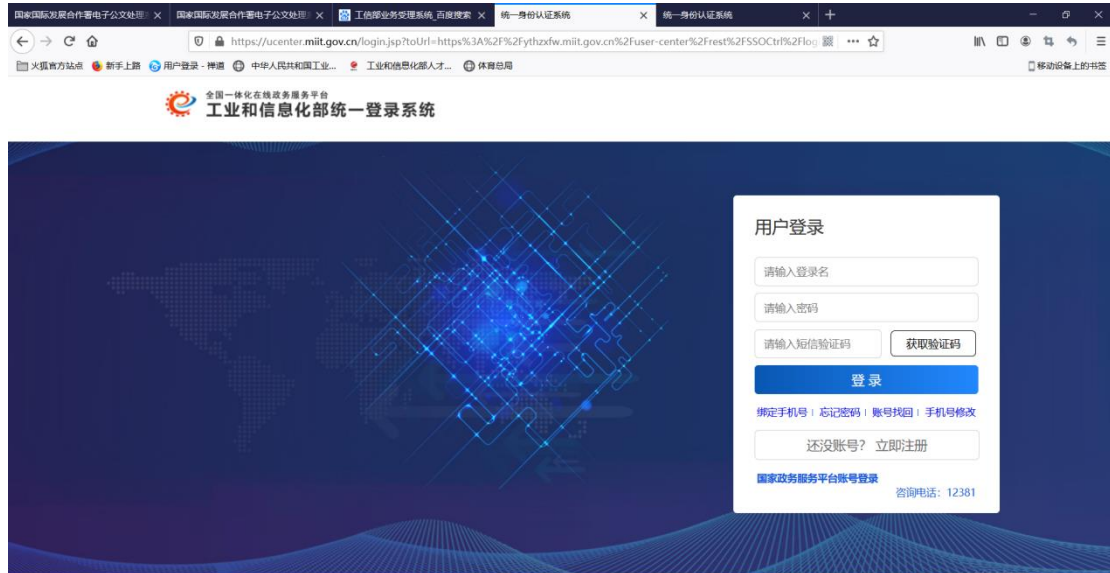 国家国际发展合作署电子公文处理
国家国际发展合作署电子公文处理
工信部业务受理系统_百度搜索
统一身份认证系统
统一身份认证系统
https://ucenter.miit.gov.cn/login.jsp?toUrl=https%3A%2F%2Fythzxfw.miit.gov.cn%2Fuser-center%2Frest%2FSSOCtrl%2Flog
火狐官方站点 新手上路 用户登录 - 禅道 中华人民共和国工业... 工业和信息化部人才... 体育总局
移动设备上的书签
全国一体化在线政务服务平台
工业和信息化部统一登录系统
用户登录
请输入登录名
请输入密码
请输入短信验证码 获取验证码
登 录
绑定手机号 | 忘记密码 | 账号找回 | 手机号修改
还没账号? 立即注册
国家政务服务平台账号登录
咨询电话：12381